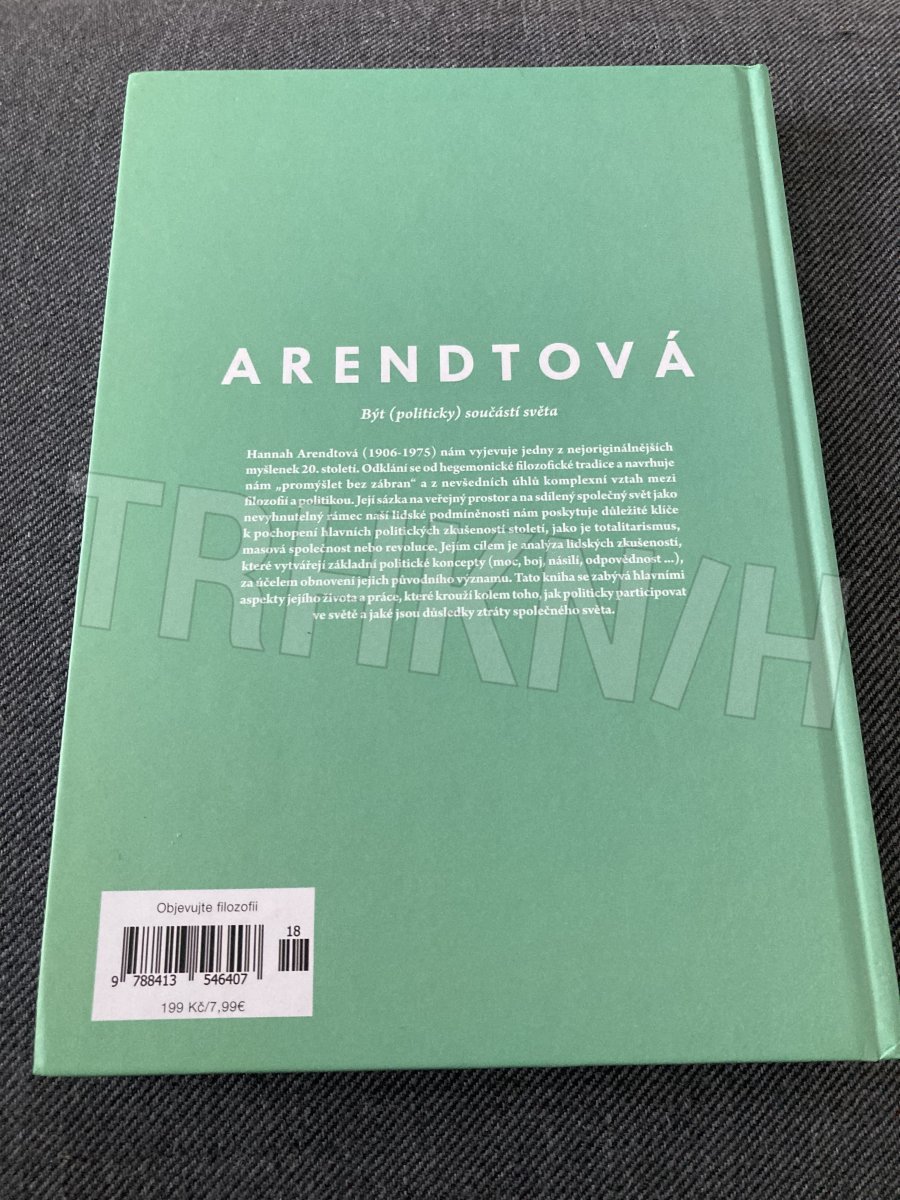 ARENDTOVÁ
Být (politicky) součástí světa
Hannah Arendtová (1906-1975) nám vyjevuje jedny z nejoriginálnějších
myšlenek 20. století. Odklání se od hegemonické filozofické tradice a navrhuje
nám „promýšlet bez zábran“ a z nevšedních úhlů komplexní vztah mezi
filozofií a politikou. Její sázka na veřejný prostor a na sdílený společný svět jako
nevyhnutelný rámec naší lidské podmíněnosti nám poskytuje důležité klíče
k pochopení hlavních politických zkušeností století, jako je totalitarismus,
masová společnost nebo revoluce. Jejím cílem je analýza lidských zkušeností,
které vytvářejí základní politické koncepty (moc, boj, násilí, odpovědnost ...),
za účelem obnovení jejich původního významu. Tato kniha se zabývá hlavními
aspekty jejího života a práce, které krouží kolem toho, jak politicky participovat
ve světě a jaké jsou důsledky ztráty společného světa.
Objevujte filozofii
18
9 788413 546407
199 Kč/7,99€